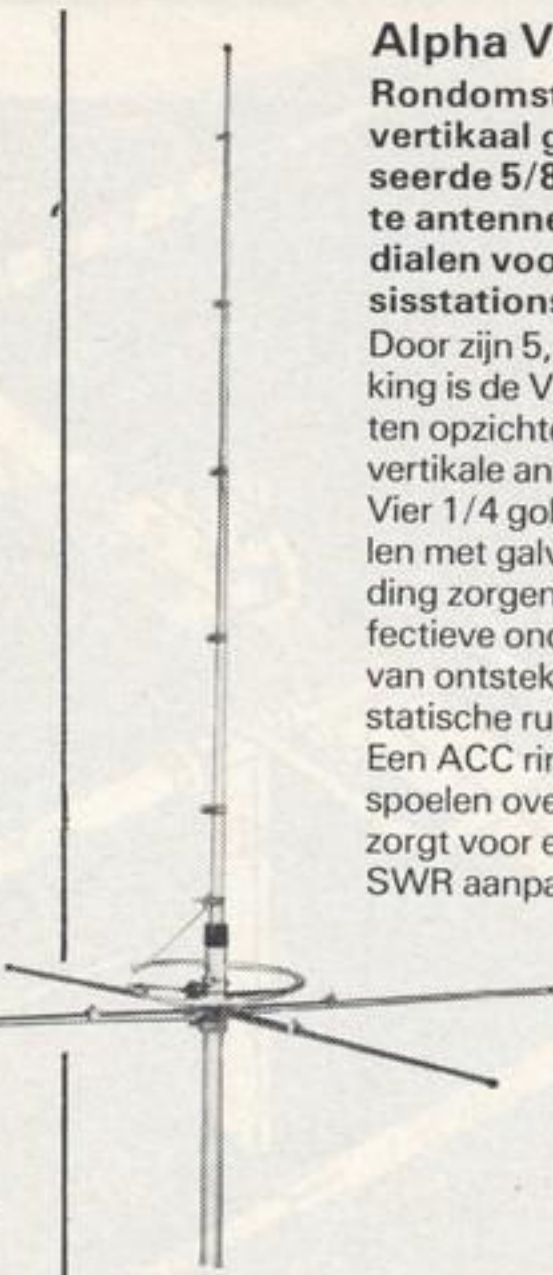 Alpha V
Rondomst
vertikaal g
seerde 5/8
te antenne
dialen voo
sisstations
Door zijn 5,
king is de V
ten opzichte
vertikale an
Vier 1/4 gol
len met galv
ding zorgen
fectieve ond
van ontstek
statische ru
Een ACC rin
spoelen ove
zorgt voor e
SWR aanpa